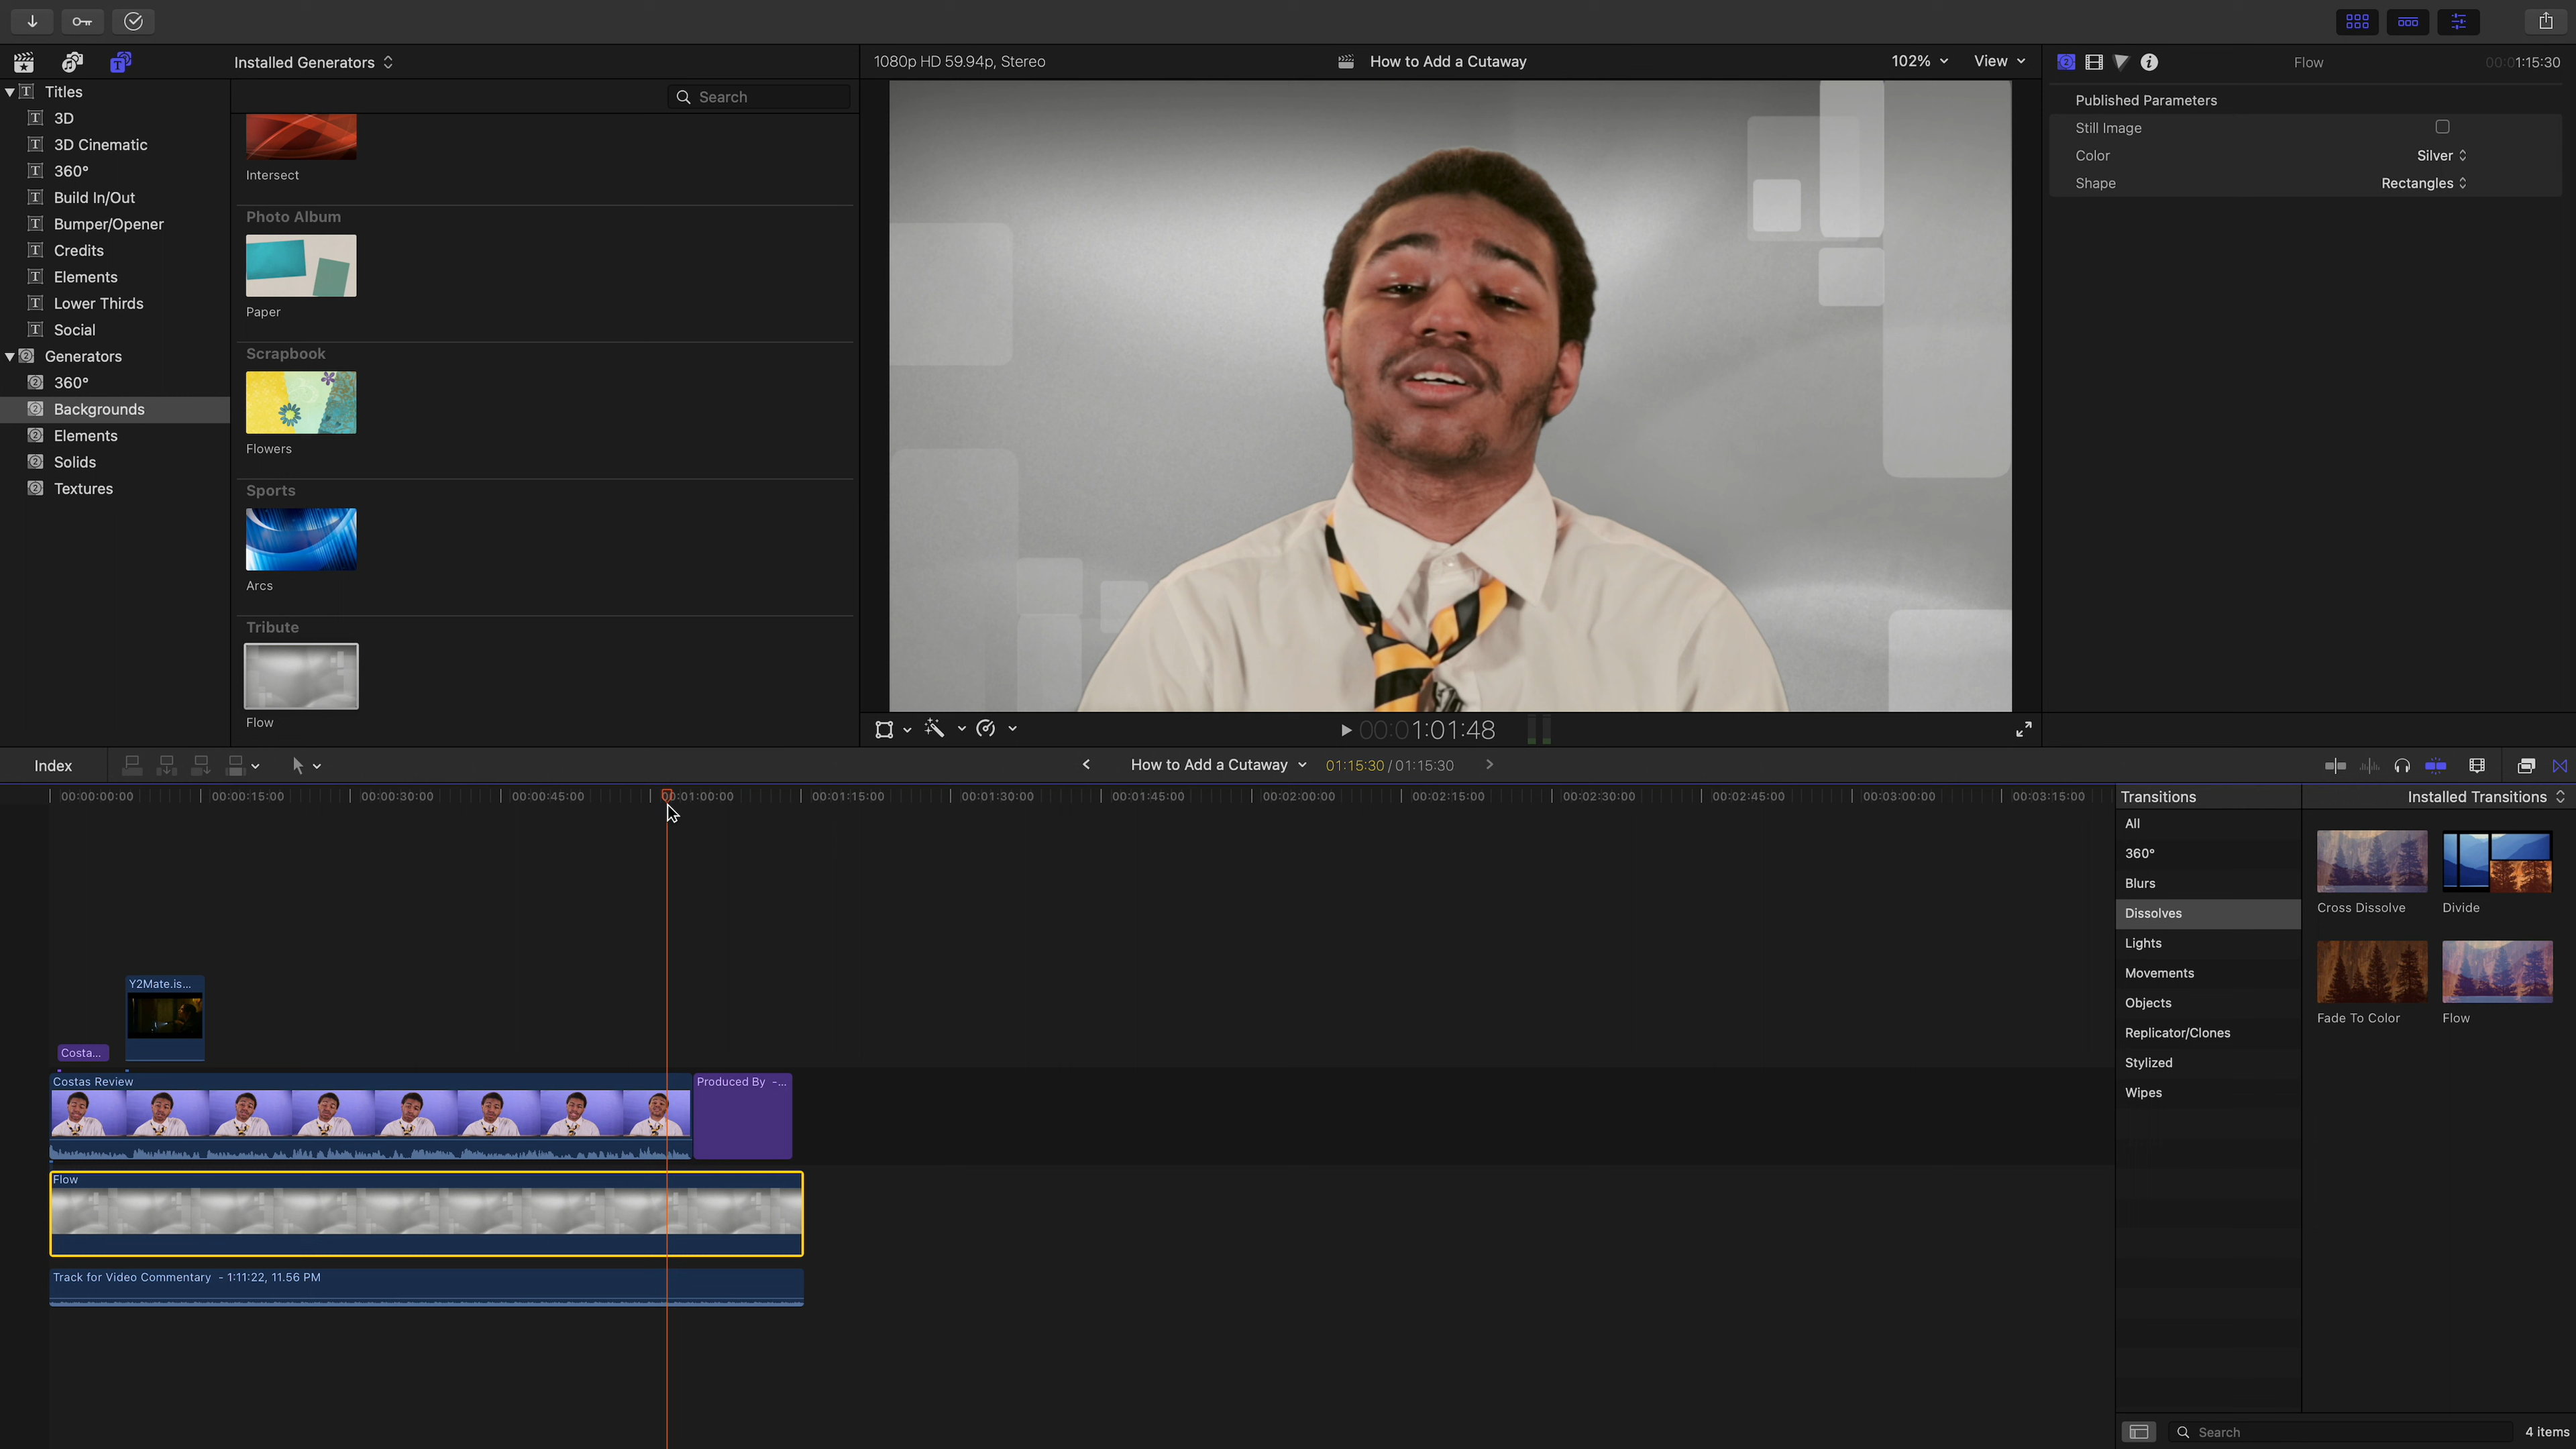 Installed Generators
1080p HD 59.94p, Stereo
How to Add a Cutaway
102%
View
Flow
00:01:15:30
Titles
3D
3D Cinematic
360°
Build In/Out
Bumper/Opener
Credits
Elements
Lower Thirds
Social
Generators
360°
Backgrounds
Elements
Solids
Textures
Search
Intersect
Photo Album
Paper
Scrapbook
Flowers
Sports
Arcs
Tribute
Flow
Published Parameters
Still Image
Color
Silver
Shape
Rectangles
00:01:01:48
Index
How to Add a Cutaway
01:15:30 / 01:15:30
00:00:00:00
00:00:15:00
00:00:30:00
00:00:45:00
00:01:00:00
00:01:15:00
00:01:30:00
00:01:45:00
00:02:00:00
00:02:15:00
00:02:30:00
00:02:45:00
00:03:00:00
00:03:15:00
Y2Mate.is...
Costa...
Costas Review
Produced By -...
Flow
Track for Video Commentary - 1:11:22, 11.56 PM
Transitions
Installed Transitions
All
360°
Blurs
Dissolves
Lights
Movements
Objects
Replicator/Clones
Stylized
Wipes
Cross Dissolve
Divide
Fade To Color
Flow
Search
4 items